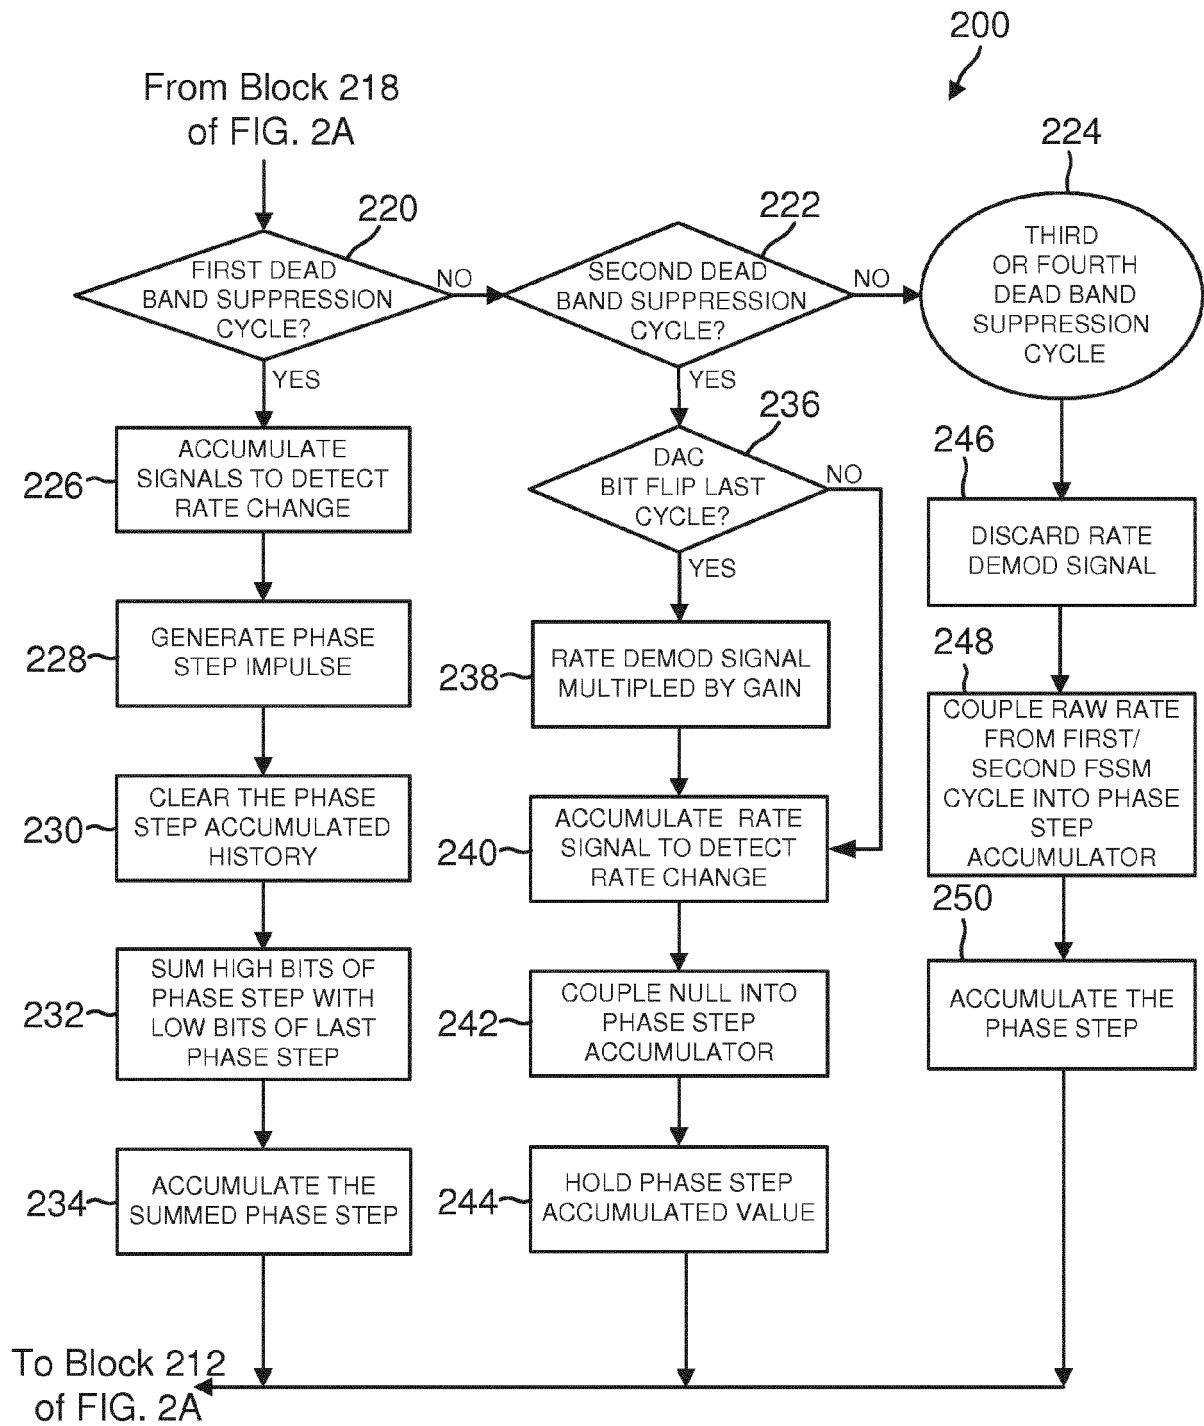 200
From Block 218
of FIG. 2A
220
FIRST DEAD
BAND SUPPRESSION
CYCLE?
NO
YES
222
SECOND DEAD
BAND SUPPRESSION
CYCLE?
NO
YES
224
THIRD
OR FOURTH
DEAD BAND
SUPPRESSION
CYCLE
226
ACCUMULATE
SIGNALS TO DETECT
RATE CHANGE
228
GENERATE PHASE
STEP IMPULSE
230
CLEAR THE PHASE
STEP ACCUMULATED
HISTORY
232
SUM HIGH BITS OF
PHASE STEP WITH
LOW BITS OF LAST
PHASE STEP
234
ACCUMULATE THE
SUMMED PHASE STEP
236
DAC
BIT FLIP LAST
CYCLE?
NO
YES
238
RATE DEMOD SIGNAL
MULTIPLED BY GAIN
240
ACCUMULATE RATE
SIGNAL TO DETECT
RATE CHANGE
242
COUPLE NULL INTO
PHASE STEP
ACCUMULATOR
244
HOLD PHASE STEP
ACCUMULATED VALUE
246
DISCARD RATE
DEMOD SIGNAL
248
COUPLE RAW RATE
FROM FIRST/
SECOND FSSM
CYCLE INTO PHASE
STEP
ACCUMULATOR
250
ACCUMULATE THE
PHASE STEP
To Block 212
of FIG. 2A